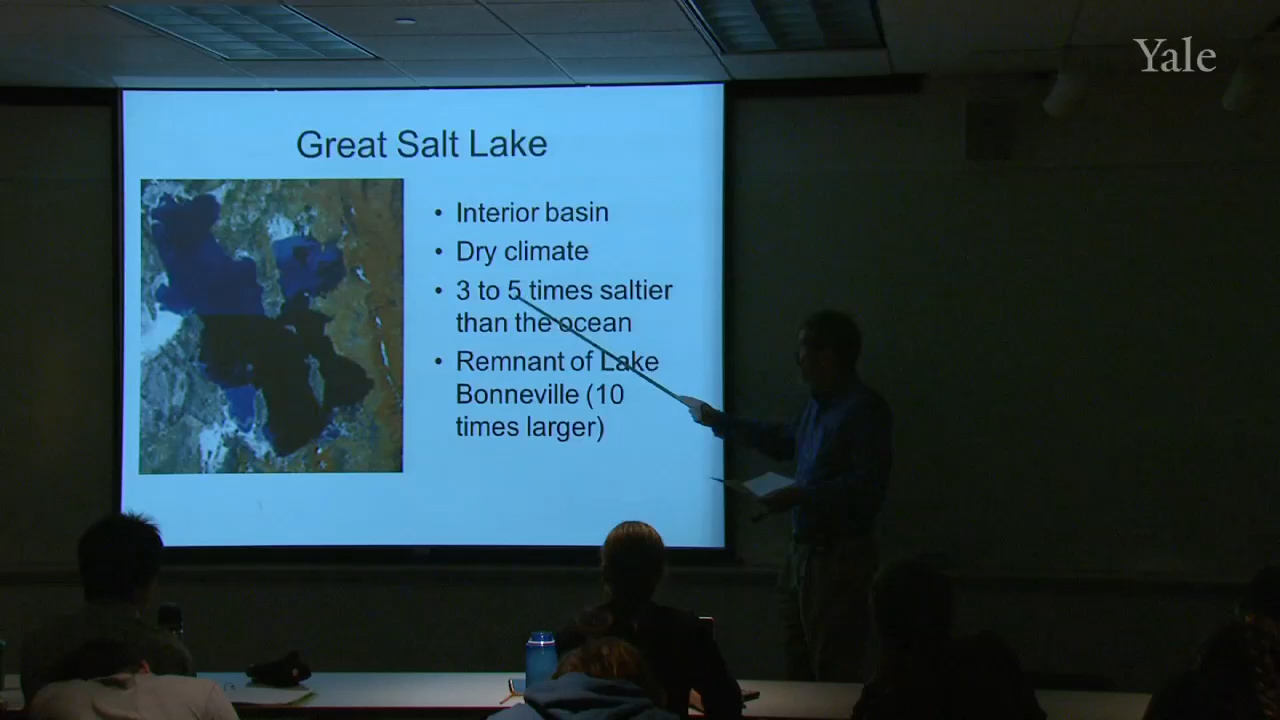 Yale
Great Salt Lake
• Interior basin
• Dry climate
• 3 to 5 times saltier
than the ocean
• Remnant of Lake
Bonneville (10
times larger)